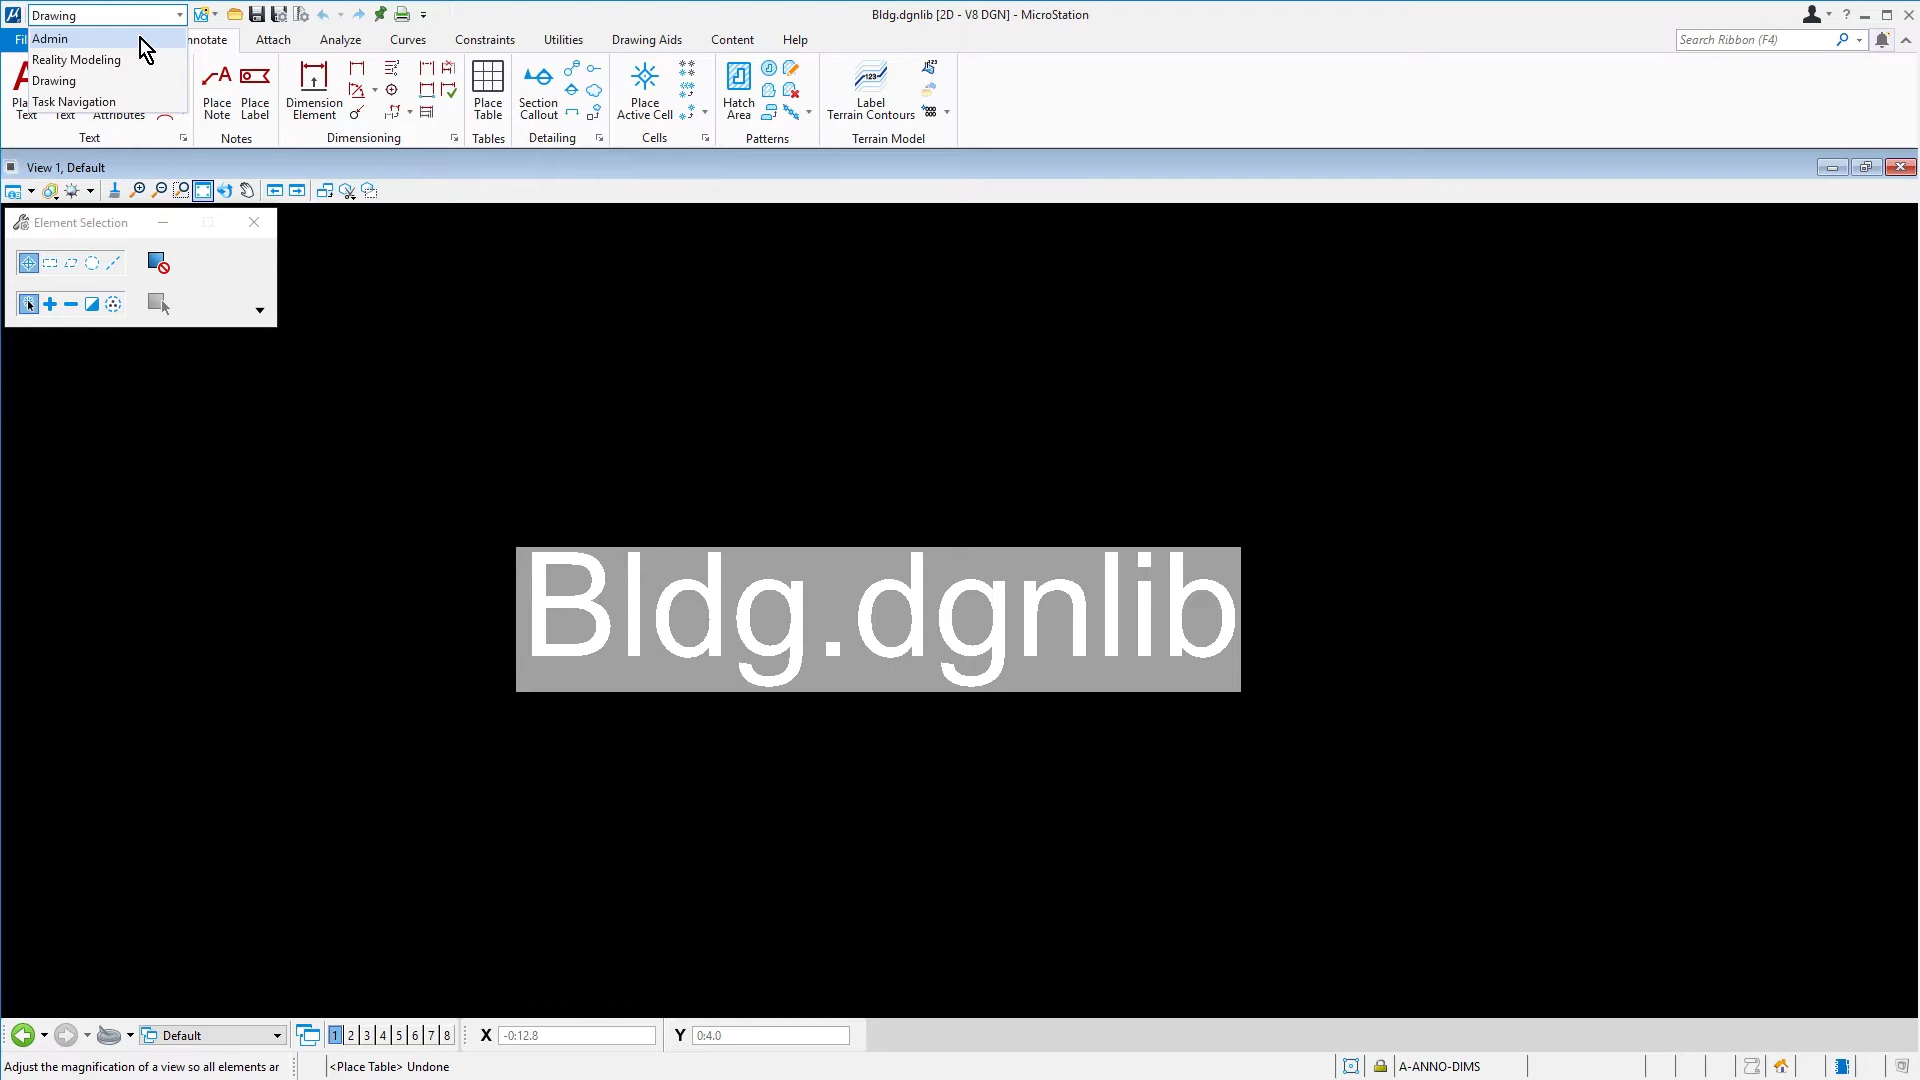 Drawing
Bldg.dgnlib [2D - V8 DGN] - MicroStation
Admin
Reality Modeling
Drawing
Task Navigation
Fil
nnotate
Attach
Analyze
Curves
Constraints
Utilities
Drawing Aids
Content
Help
Search Ribbon (F4)
Text
Text
Attributes
Place
Note
Place
Label
Dimension
Element
Place
Table
Section
Callout
Place
Active Cell
Hatch
Area
Label
Terrain Contours
Text
Notes
Dimensioning
Tables
Detailing
Cells
Patterns
Terrain Model
View 1, Default
Element Selection
Bldg.dgnlib
Default
1 2 3 4 5 6 7 8
X -0:12.8
Y 0:4.0
Adjust the magnification of a view so all elements ar
<Place Table> Undone
A-ANNO-DIMS